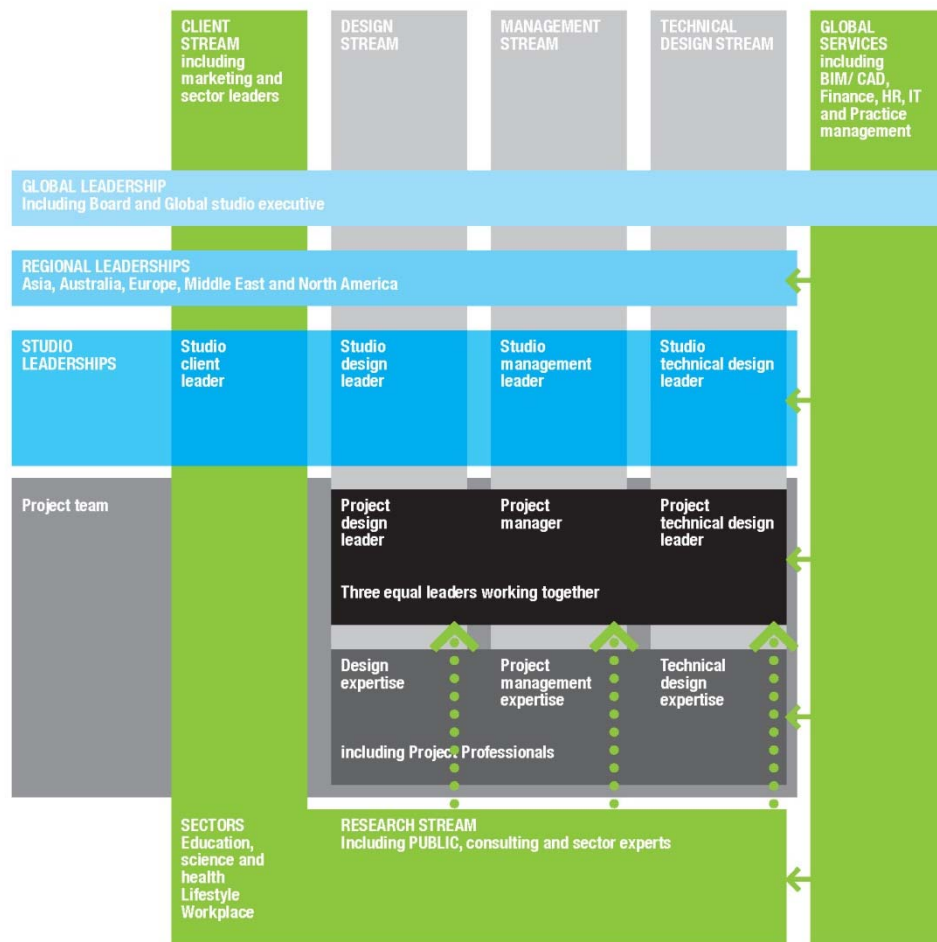 CLIENT
STREAM
including
marketing and
sector leaders
DESIGN
STREAM
MANAGEMENT
STREAM
TECHNICAL
DESIGN STREAM
GLOBAL
SERVICES
including
BIM/ CAD,
Finance, HR, IT
and Practice
management
GLOBAL LEADERSHIP
Including Board and Global studio executive
REGIONAL LEADERSHIPS
Asia, Australia, Europe, Middle East and North America
STUDIO
LEADERSHIPS
Studio
client
leader
Studio
design
leader
Studio
management
leader
Studio
technical design
leader
Project team
Project
design
leader
Project
manager
Project
technical design
leader
Three equal leaders working together
Design
expertise
Project
management
expertise
Technical
design
expertise
including Project Professionals
SECTORS
Education,
science and
health
Lifestyle
Workplace
RESEARCH STREAM
Including PUBLIC, consulting and sector experts